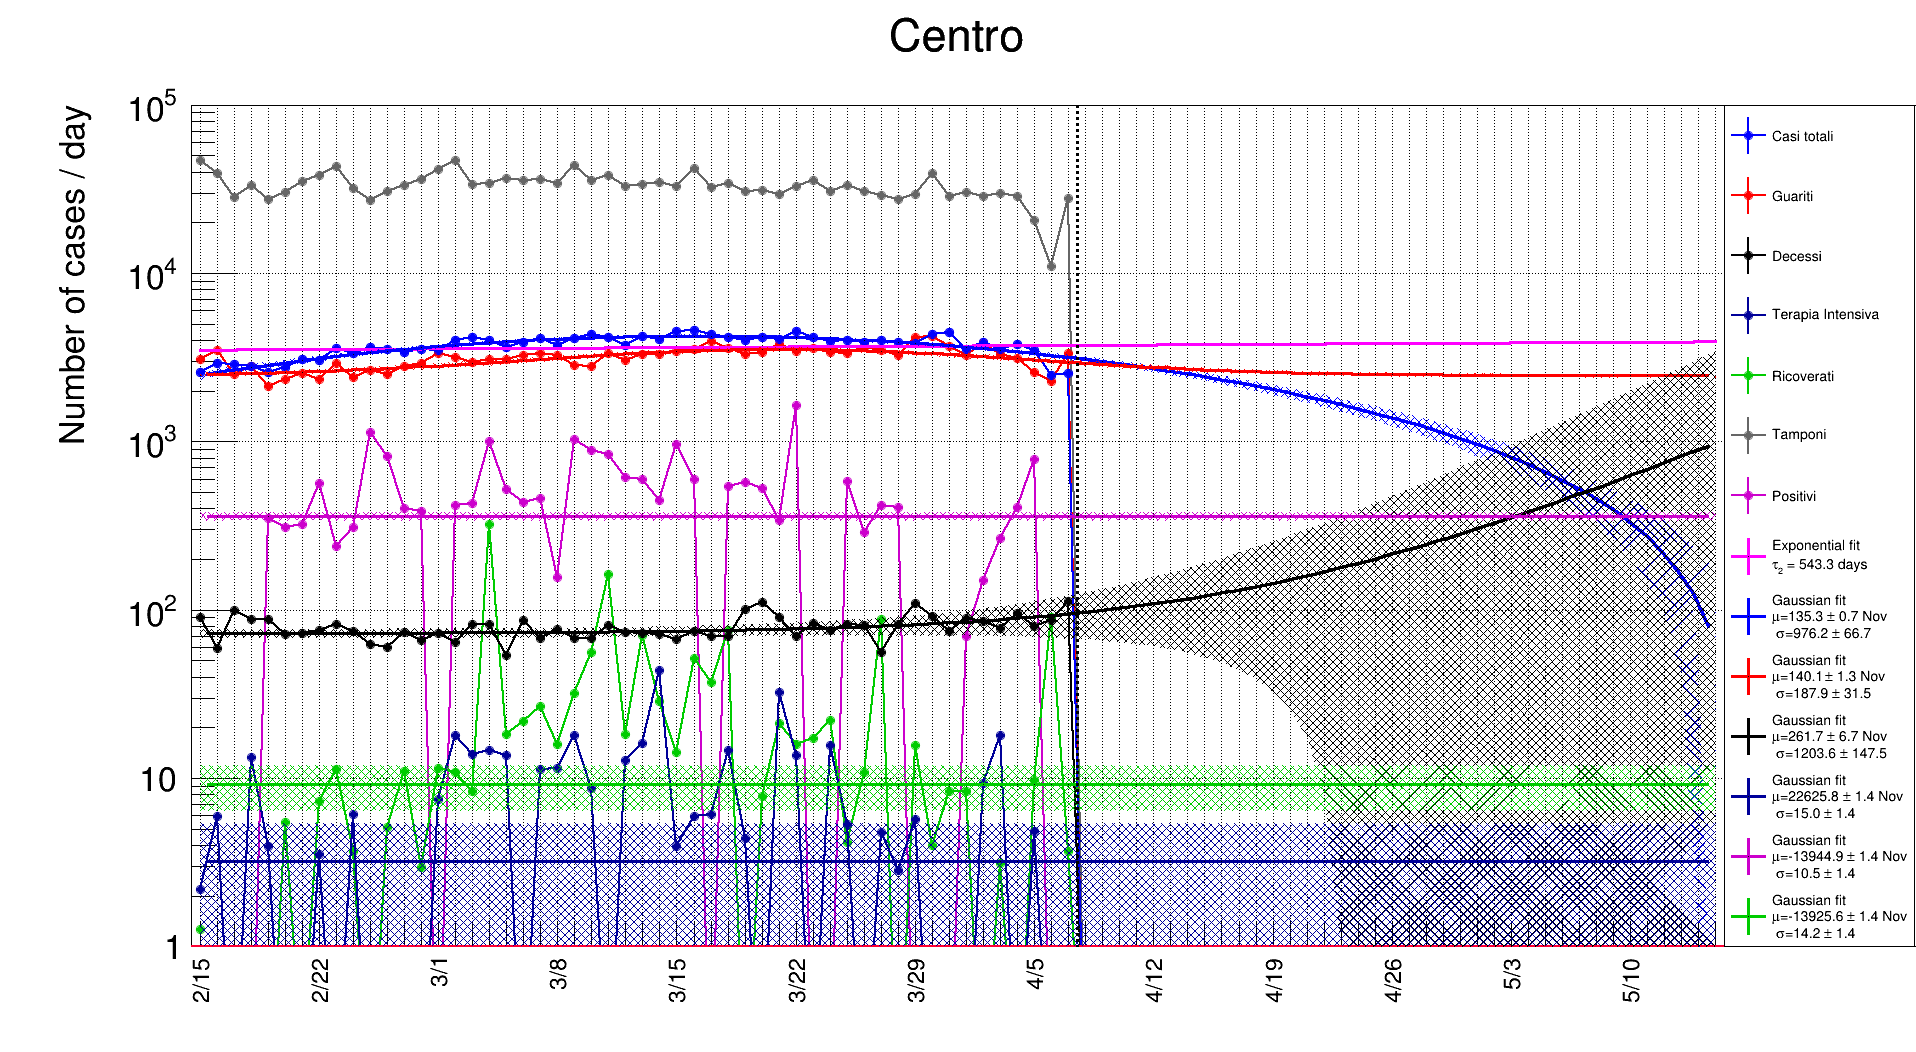 Centro
Number of cases / day
10^5
10^4
10^3
10^2
10
1
2/15 2/22 3/1 3/8 3/15 3/22 3/29 4/5 4/12 4/19 4/26 5/3 5/10
Casi totali
Guariti
Decessi
Terapia Intensiva
Ricoverati
Tamponi
Positivi
Exponential fit
τ₂ = 543.3 days
Gaussian fit
μ=135.3 ± 0.7 Nov
σ=976.2 ± 66.7
Gaussian fit
μ=140.1 ± 1.3 Nov
σ=187.9 ± 31.5
Gaussian fit
μ=261.7 ± 6.7 Nov
σ=1203.6 ± 147.5
Gaussian fit
μ=22625.8 ± 1.4 Nov
σ=15.0 ± 1.4
Gaussian fit
μ=-13944.9 ± 1.4 Nov
σ=10.5 ± 1.4
Gaussian fit
μ=-13925.6 ± 1.4 Nov
σ=14.2 ± 1.4